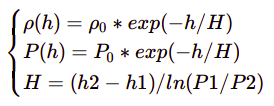 ρ(h) = ρ₀ * exp(−h/H)
P(h) = P₀ * exp(−h/H)
H = (h2 − h1)/ln(P1/P2)